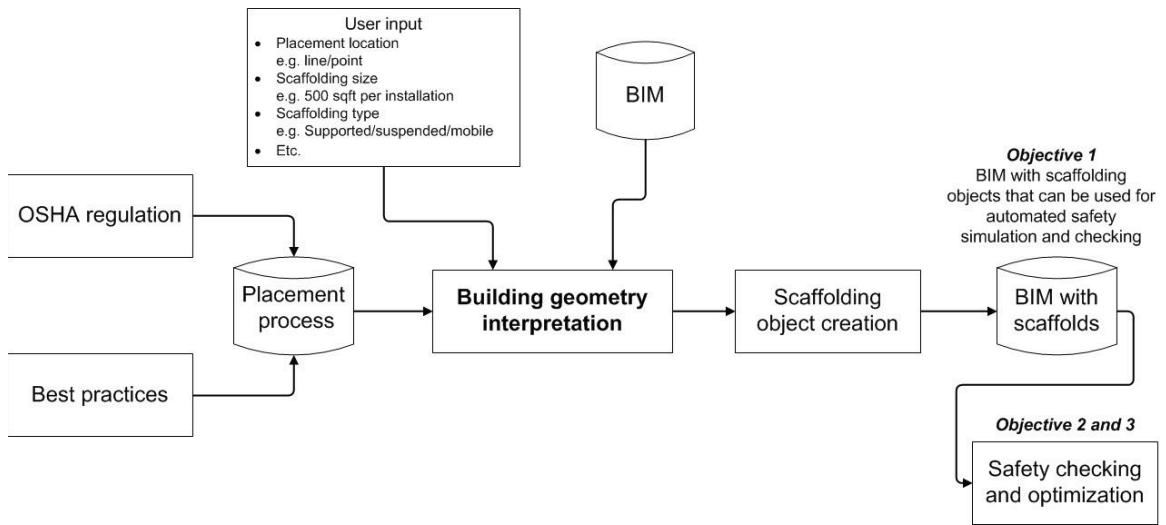 User input
• Placement location
e.g. line/point
• Scaffolding size
e.g. 500 sqft per installation
• Scaffolding type
e.g. Supported/suspended/mobile
• Etc.
BIM
OSHA regulation
Best practices
Placement
process
Building geometry
interpretation
Scaffolding
object creation
Objective 1
BIM with scaffolding
objects that can be used for
automated safety
simulation and checking
BIM with
scaffolds
Objective 2 and 3
Safety checking
and optimization